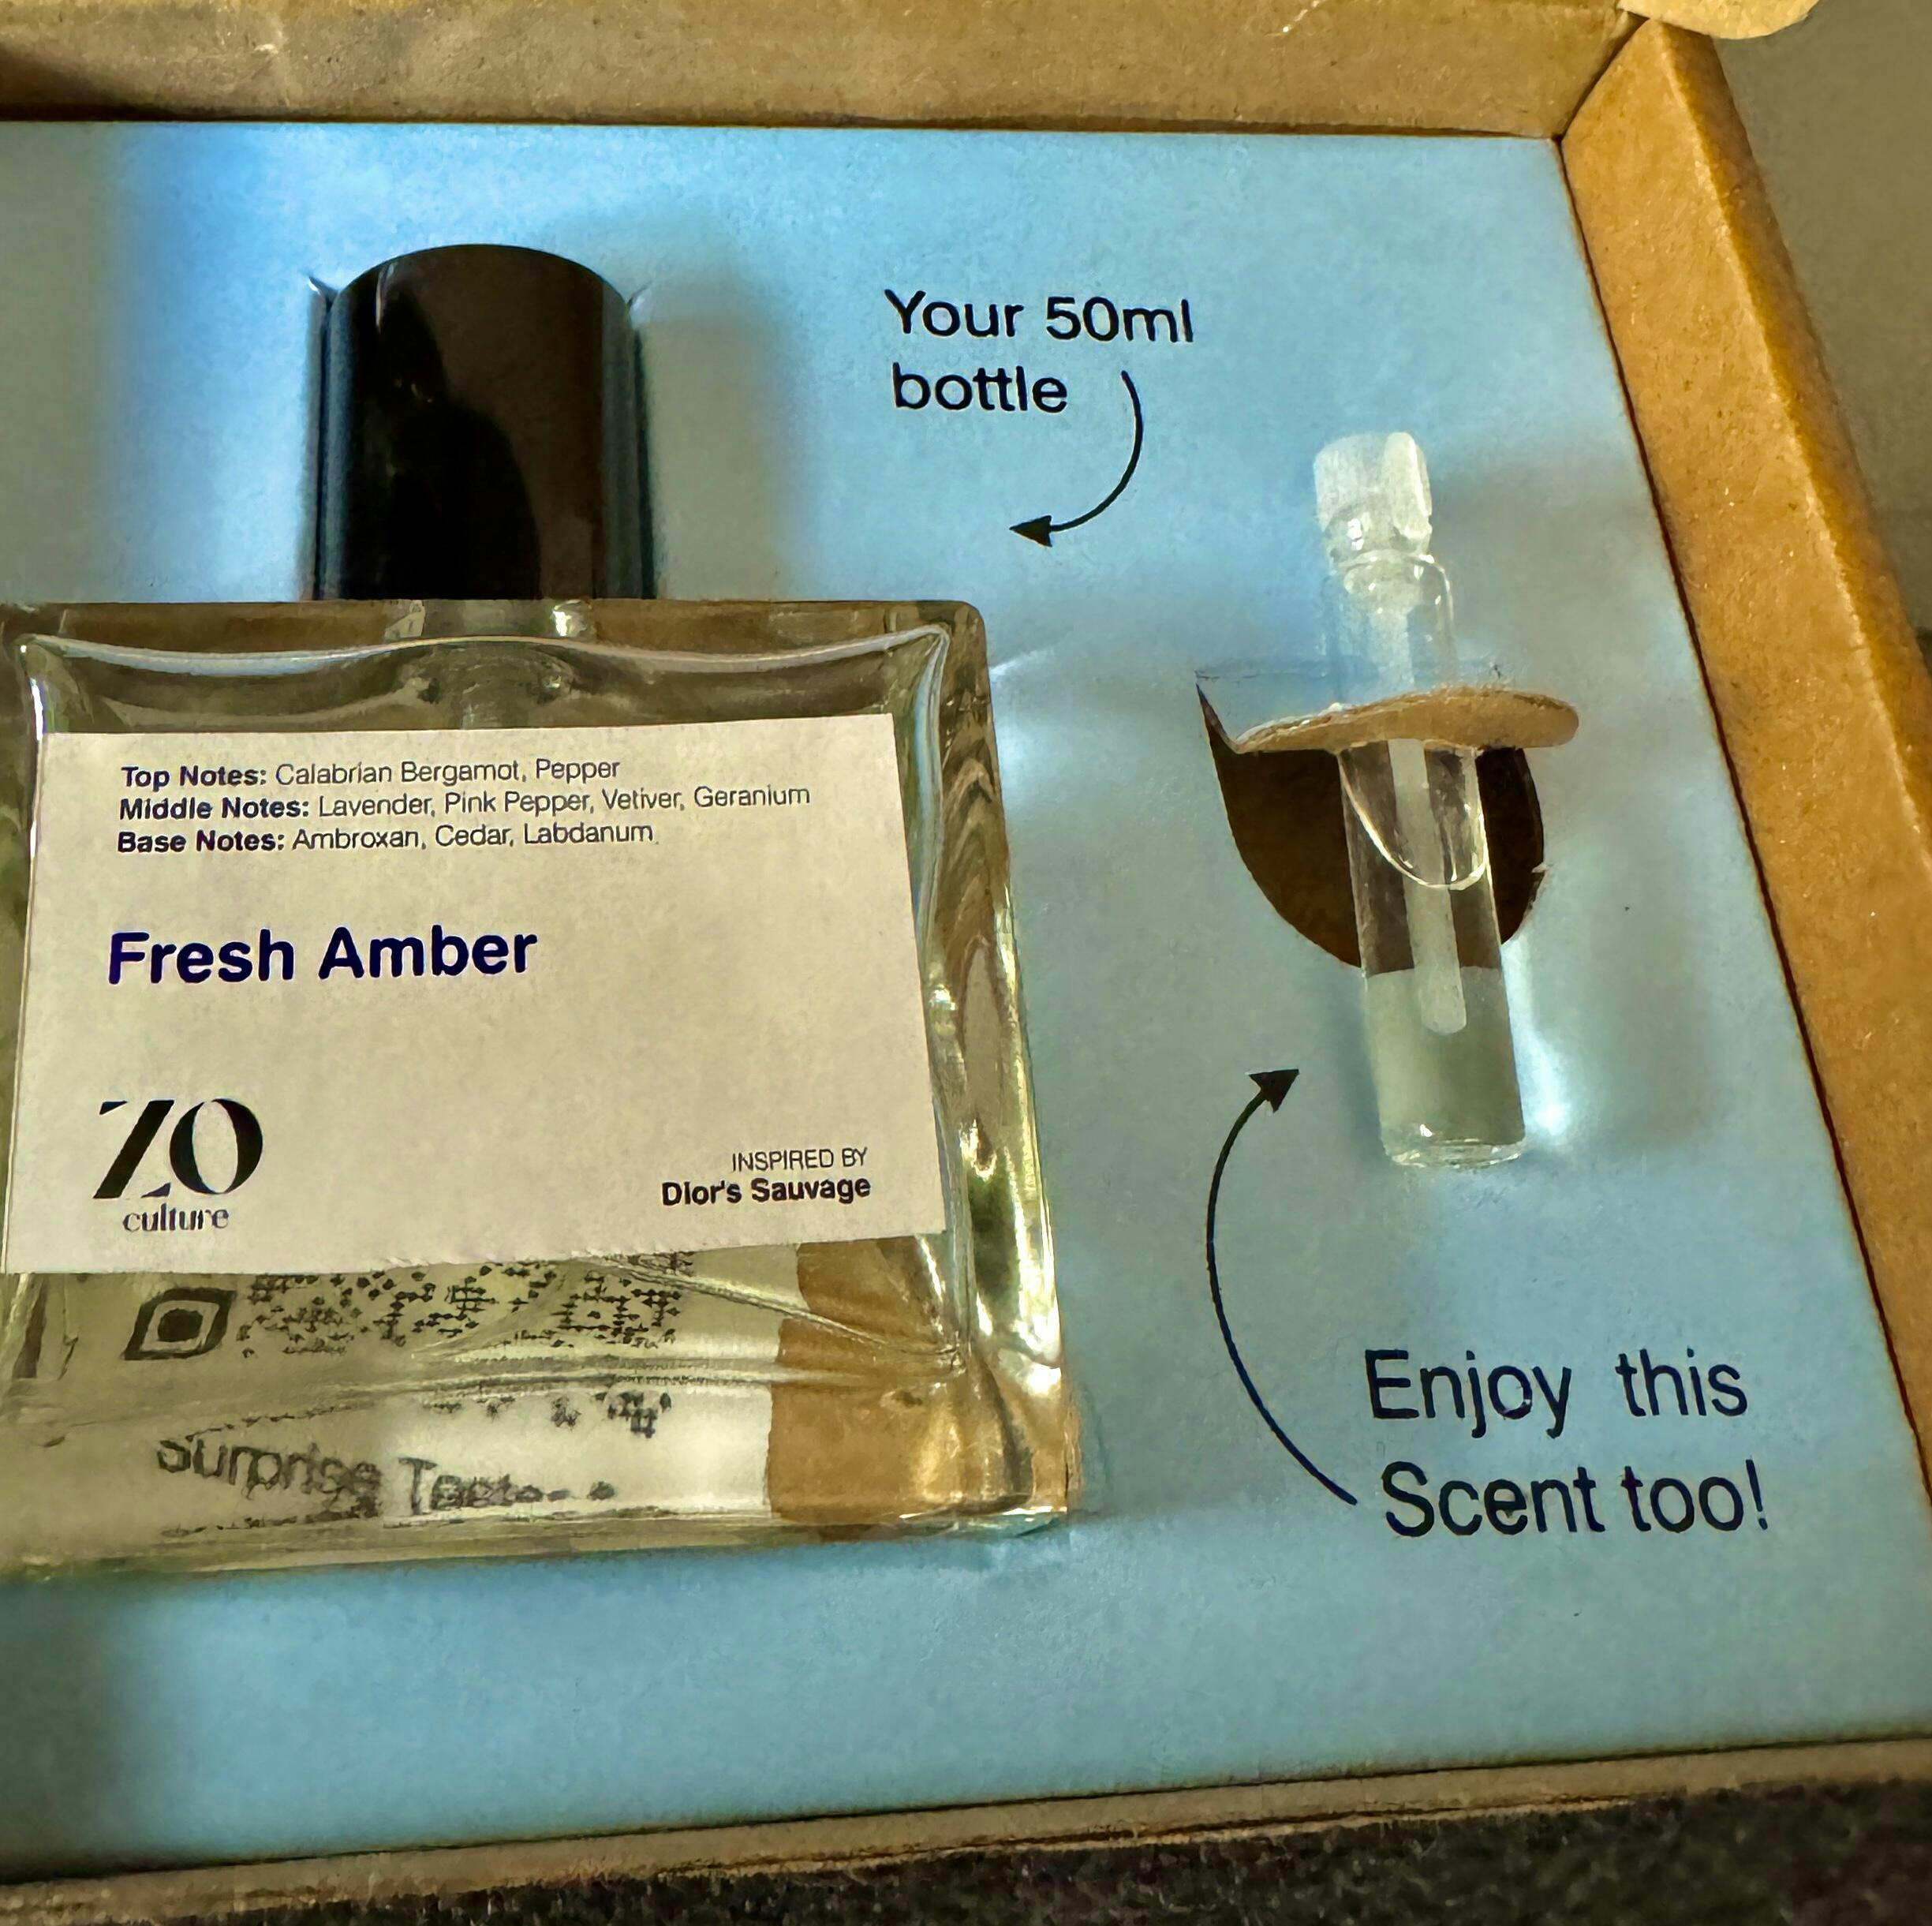 Your 50ml
bottle
Top Notes: Calabrian Bergamot, Pepper
Middle Notes: Lavender, Pink Pepper, Vetiver, Geranium
Base Notes: Ambroxan, Cedar, Labdanum
Fresh Amber
ZO
culture
INSPIRED BY
Dior's Sauvage
Surprise
Enjoy this
Scent too!